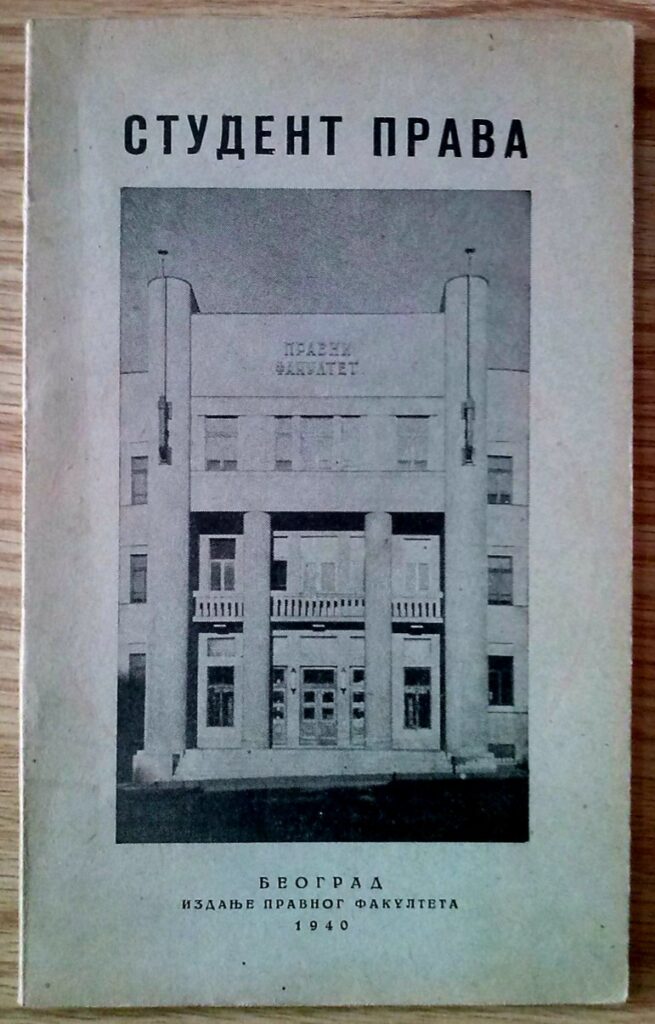 СТУДЕНТ ПРАВА
ПРАВНИ
ФАКУЛТЕТ
БЕОГРАД
ИЗДАЊЕ ПРАВНОГ ФАКУЛТЕТА
1940